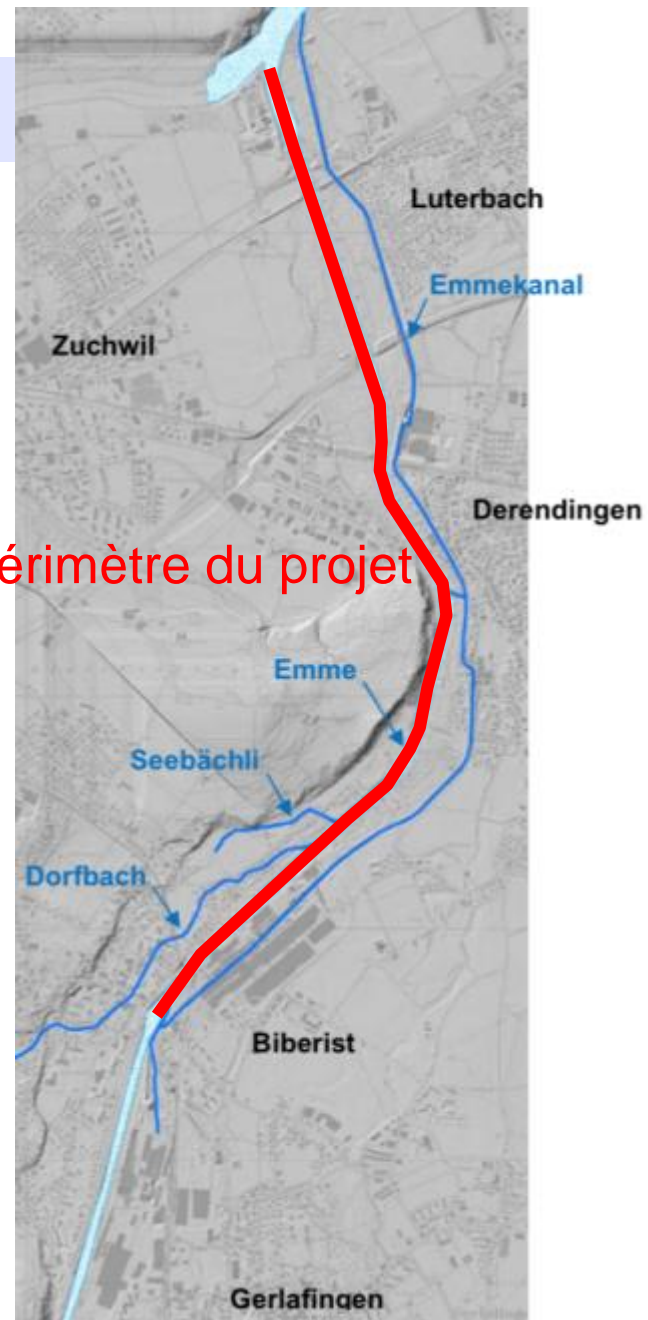 Luterbach
Emmekanal
Zuchwil
Derendingen
érimètre du projet
Emme
Seebächli
Dorfbach
Biberist
Gerlafingen